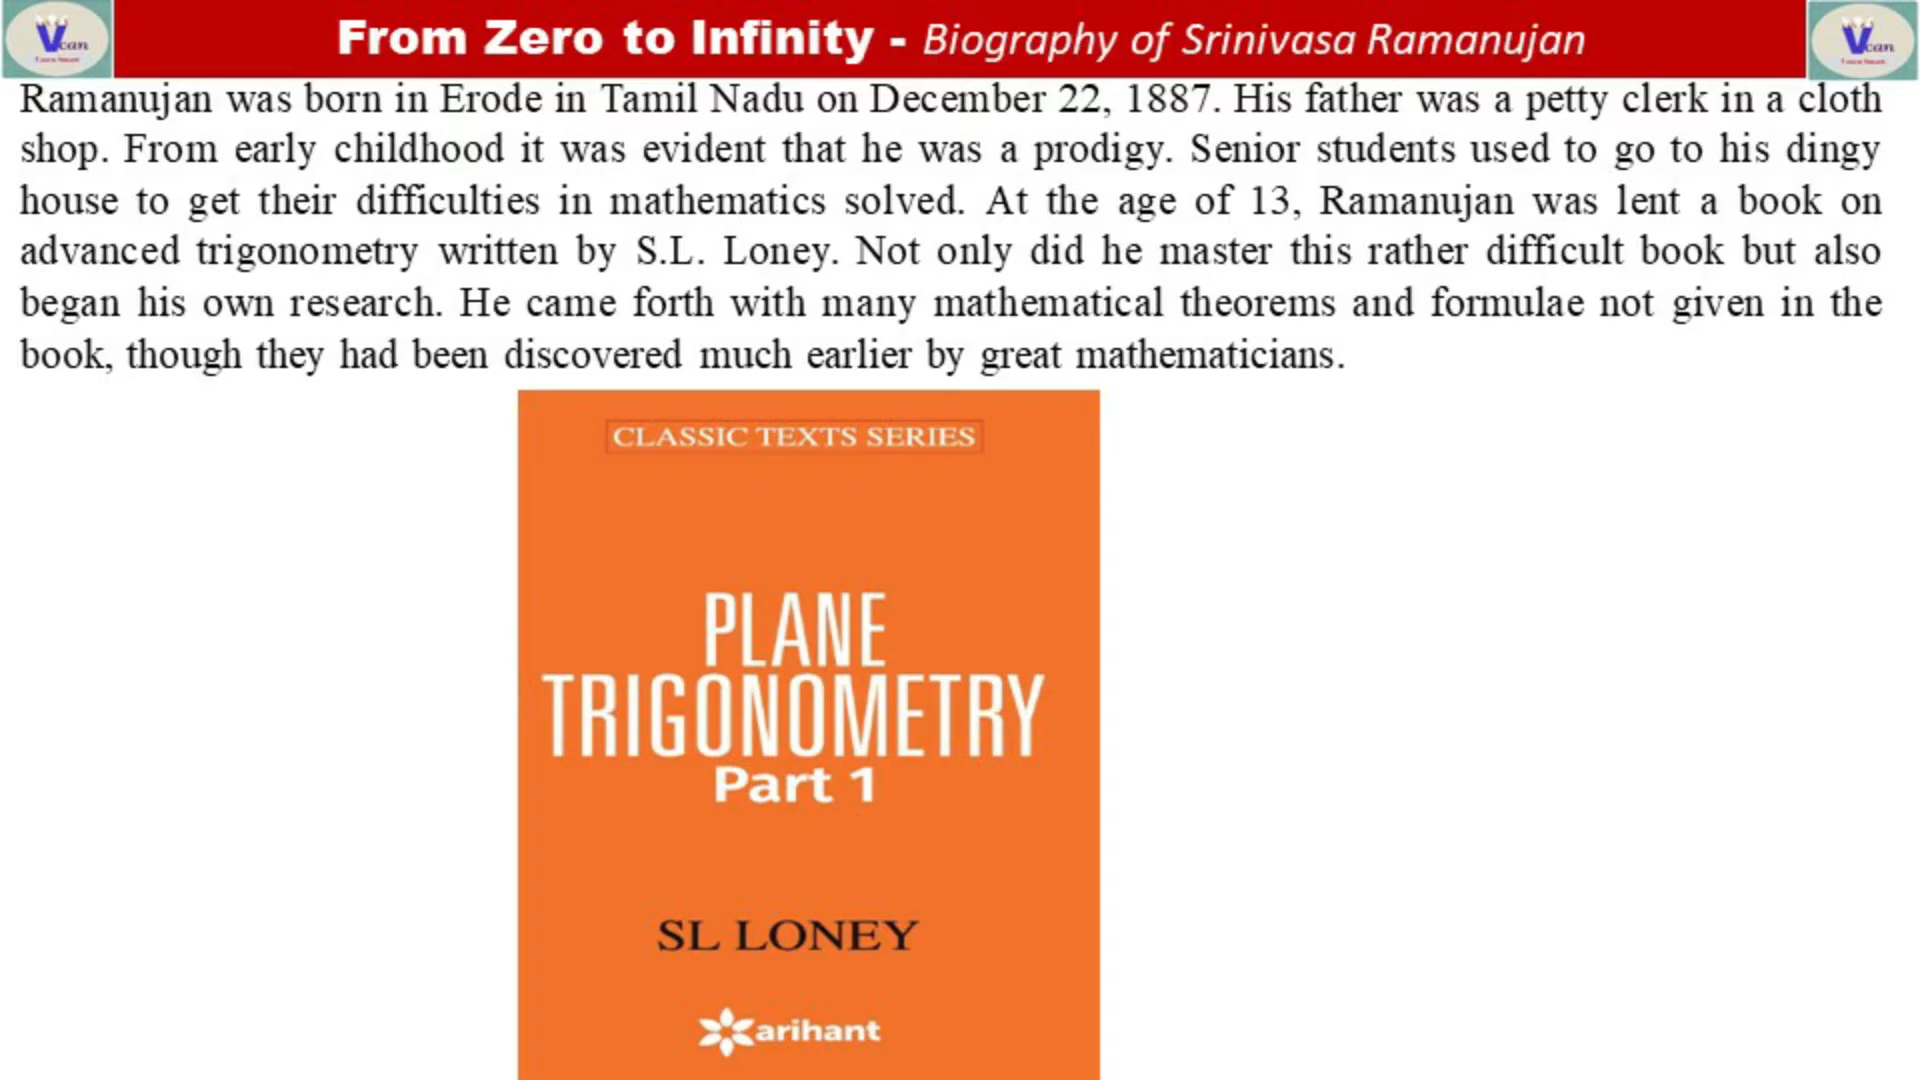 Vcan
From Zero to Infinity - Biography of Srinivasa Ramanujan
Vcan
Ramanujan was born in Erode in Tamil Nadu on December 22, 1887. His father was a petty clerk in a cloth
shop. From early childhood it was evident that he was a prodigy. Senior students used to go to his dingy
house to get their difficulties in mathematics solved. At the age of 13, Ramanujan was lent a book on
advanced trigonometry written by S.L. Loney. Not only did he master this rather difficult book but also
began his own research. He came forth with many mathematical theorems and formulae not given in the
book, though they had been discovered much earlier by great mathematicians.
CLASSIC TEXTS SERIES
PLANE
TRIGONOMETRY
Part 1
SL LONEY
arihant